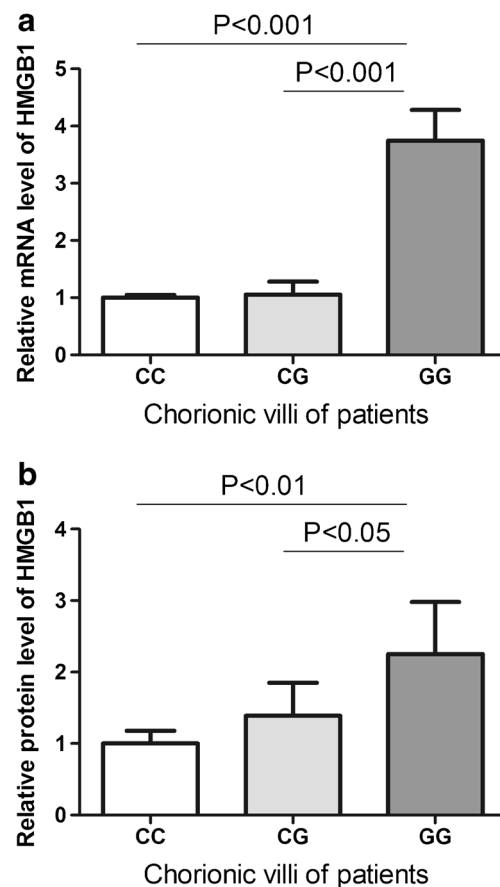 a
P<0.001
P<0.001
Relative mRNA level of HMGB1
5
4
3
2
1
0
CC CG GG
Chorionic villi of patients
b
P<0.01
P<0.05
Relative protein level of HMGB1
4
3
2
1
0
CC CG GG
Chorionic villi of patients